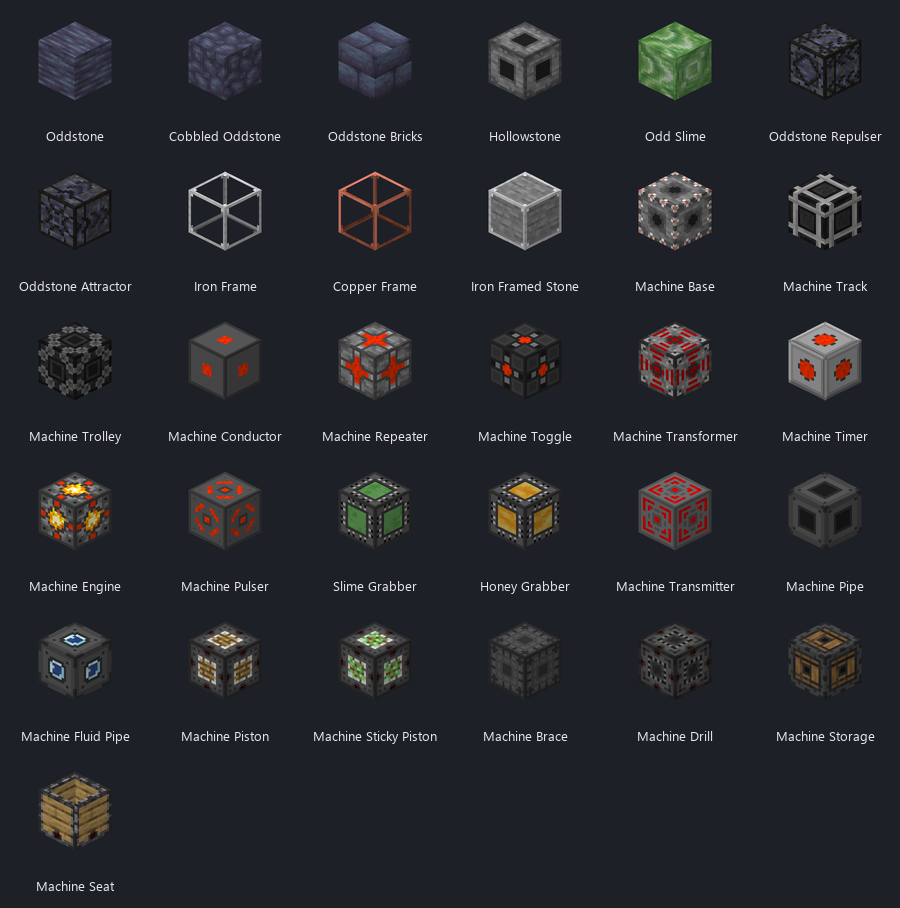 Oddstone Cobbled Oddstone Oddstone Bricks Hollowstone Odd Slime Oddstone Repulser
Oddstone Attractor Iron Frame Copper Frame Iron Framed Stone Machine Base Machine Track
Machine Trolley Machine Conductor Machine Repeater Machine Toggle Machine Transformer Machine Timer
Machine Engine Machine Pulser Slime Grabber Honey Grabber Machine Transmitter Machine Pipe
Machine Fluid Pipe Machine Piston Machine Sticky Piston Machine Brace Machine Drill Machine Storage
Machine Seat